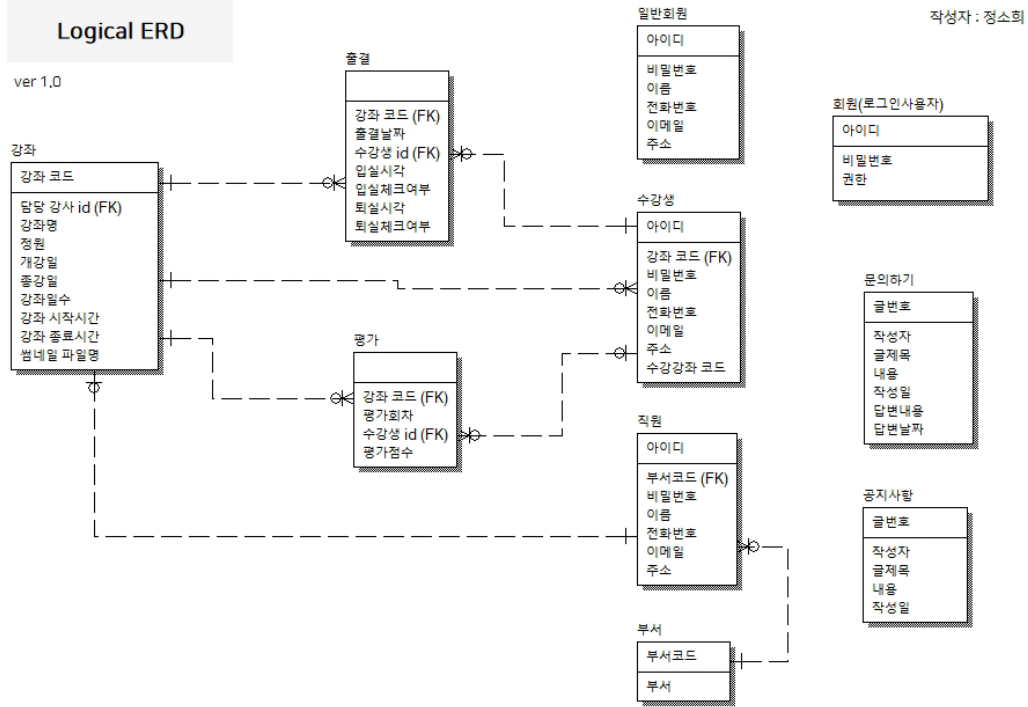 Logical ERD
ver 1.0
작성자 : 정소희
강좌
강좌 코드
담당 강사 id (FK)
강좌명
정원
개강일
종강일
강좌일수
강좌 시작시간
강좌 종료시간
썸네일 파일명
출결
강좌 코드 (FK)
출결날짜
수강생 id (FK)
입실시각
입실체크여부
퇴실시각
퇴실체크여부
평가
강좌 코드 (FK)
평가회차
수강생 id (FK)
평가점수
일반회원
아이디
비밀번호
이름
전화번호
이메일
주소
수강생
아이디
강좌 코드 (FK)
비밀번호
이름
전화번호
이메일
주소
수강강좌 코드
직원
아이디
부서코드 (FK)
비밀번호
이름
전화번호
이메일
주소
부서
부서코드
부서
회원(로그인사용자)
아이디
비밀번호
권한
문의하기
글번호
작성자
글제목
내용
작성일
답변내용
답변날짜
공지사항
글번호
작성자
글제목
내용
작성일